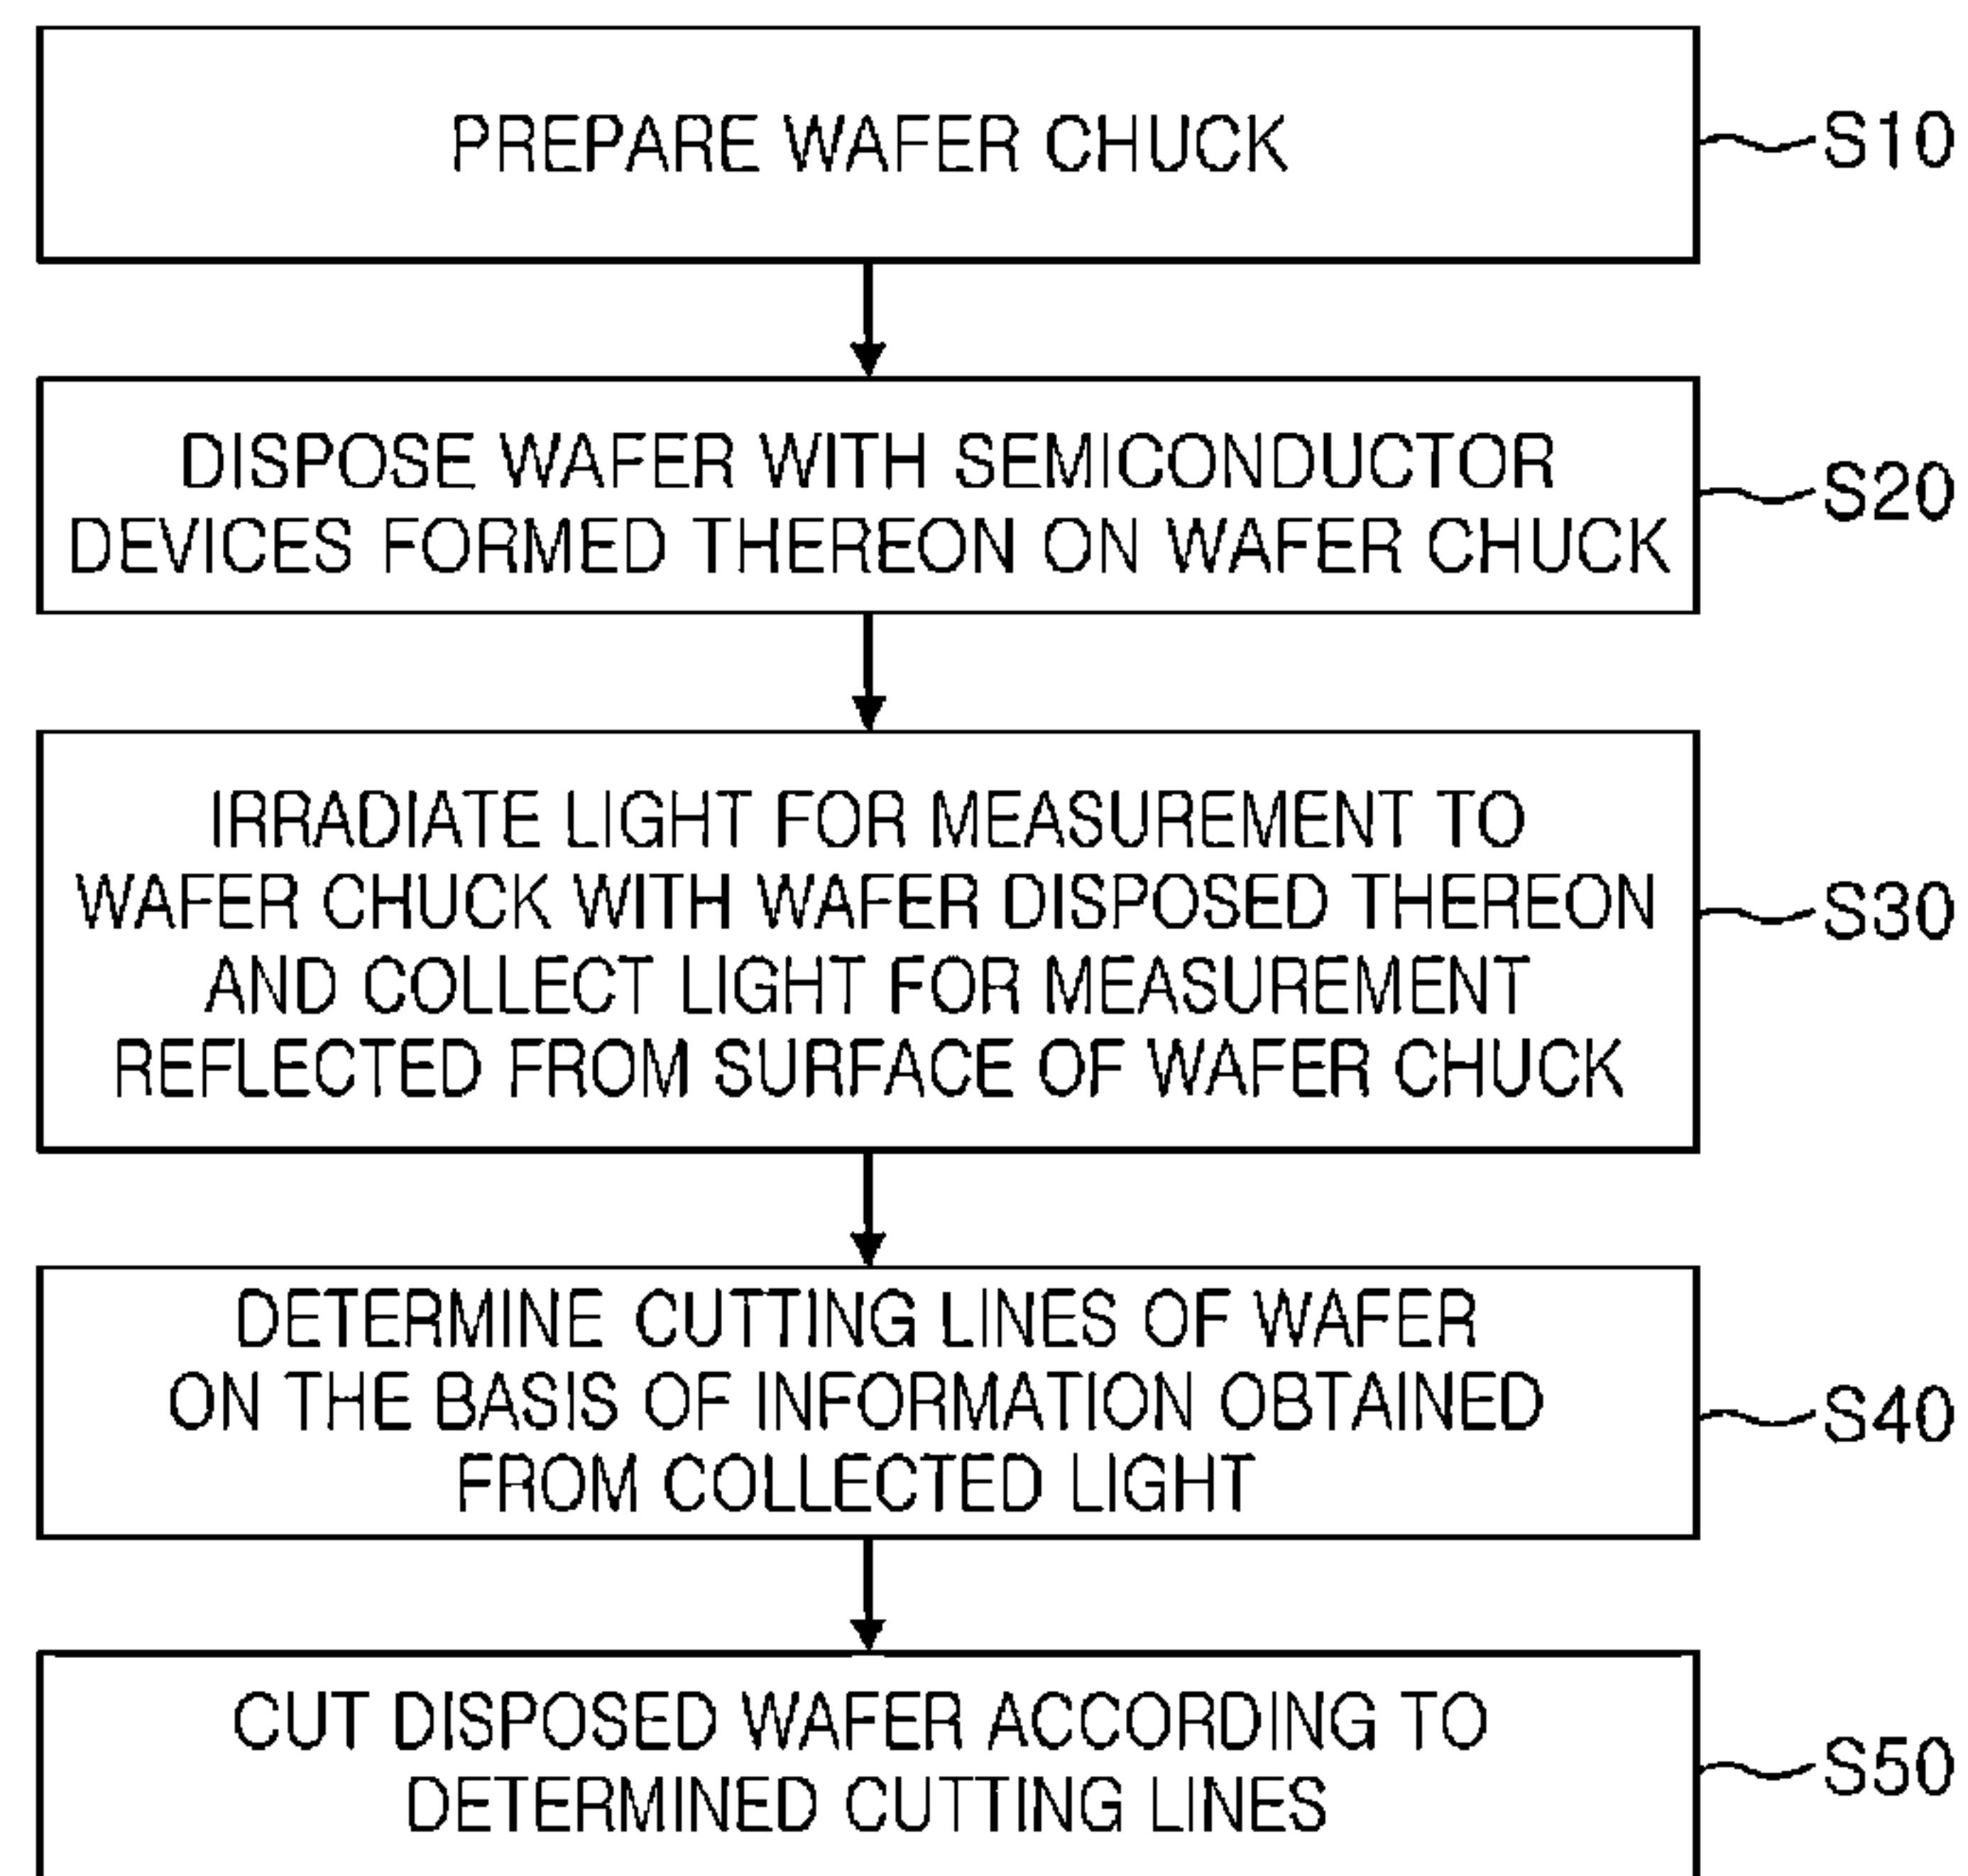 PREPARE WAFER CHUCK
S10
DISPOSE WAFER WITH SEMICONDUCTOR
DEVICES FORMED THEREON ON WAFER CHUCK
S20
IRRADIATE LIGHT FOR MEASUREMENT TO
WAFER CHUCK WITH WAFER DISPOSED THEREON
AND COLLECT LIGHT FOR MEASUREMENT
REFLECTED FROM SURFACE OF WAFER CHUCK
S30
DETERMINE CUTTING LINES OF WAFER
ON THE BASIS OF INFORMATION OBTAINED
FROM COLLECTED LIGHT
S40
CUT DISPOSED WAFER ACCORDING TO
DETERMINED CUTTING LINES
S50